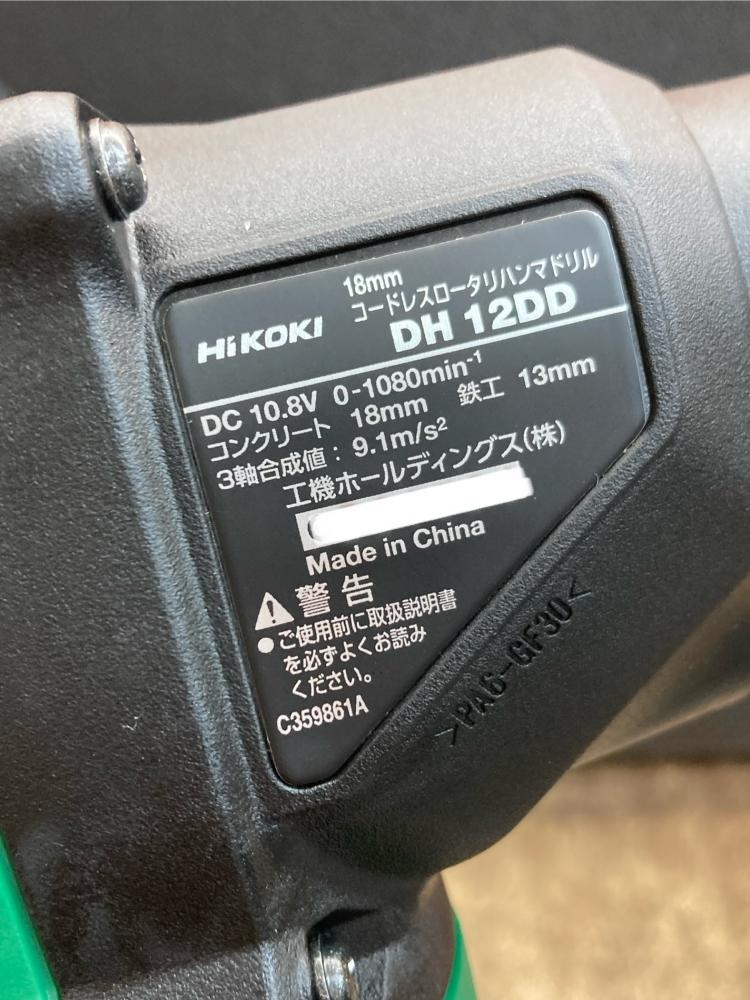 18mm
コードレスロータリハンマドリル
HiKOKI DH 12DD
DC 10.8V 0-1080min⁻¹
コンクリート 18mm 鉄工 13mm
3軸合成値：9.1m/s²
工機ホールディングス(株)
Made in China
警告
●ご使用前に取扱説明書
を必ずよくお読み
ください。
C359861A
>PA6-GF30<